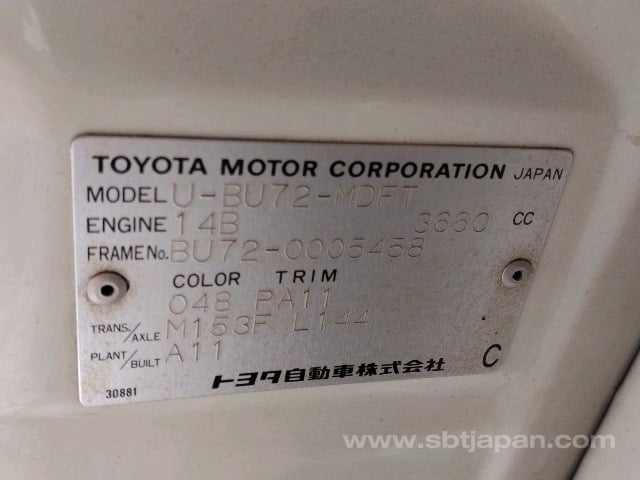 TOYOTA MOTOR CORPORATION JAPAN
MODEL U-BU72-MDFT
ENGINE 14B 3660 CC
FRAME No. BU72-0005458
COLOR TRIM
048 PA11
TRANS./AXLE M153F L144
PLANT/BUILT A11
トヨタ自動車株式会社 C
30881
www.sbtjapan.com